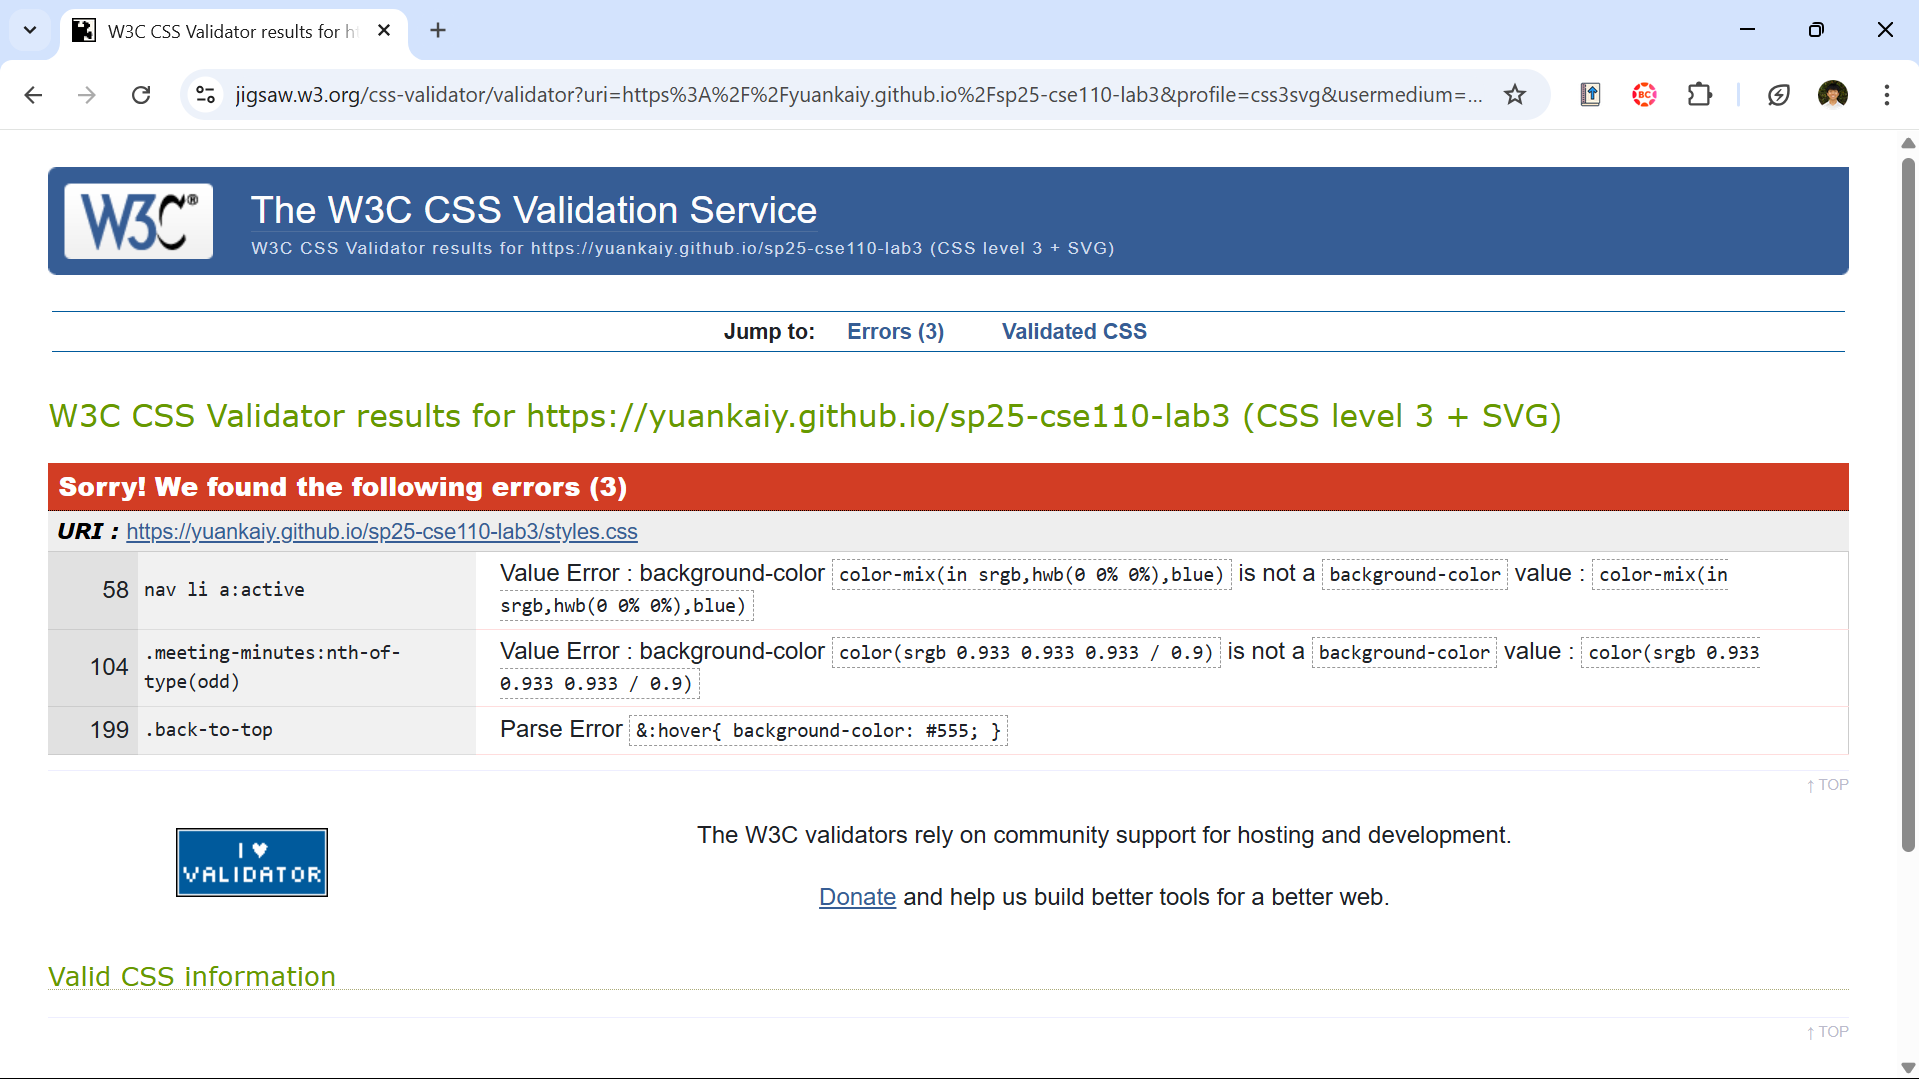 W3C CSS Validator results for ht
jigsaw.w3.org/css-validator/validator?uri=https%3A%2F%2Fyuankaiy.github.io%2Fsp25-cse110-lab3&profile=css3svg&usermedium=...
BC
W3C®
The W3C CSS Validation Service
W3C CSS Validator results for https://yuankaiy.github.io/sp25-cse110-lab3 (CSS level 3 + SVG)
Jump to: Errors (3) Validated CSS
W3C CSS Validator results for https://yuankaiy.github.io/sp25-cse110-lab3 (CSS level 3 + SVG)
Sorry! We found the following errors (3)
URI : https://yuankaiy.github.io/sp25-cse110-lab3/styles.css
58 nav li a:active Value Error : background-color color-mix(in srgb,hwb(0 0% 0%),blue) is not a background-color value : color-mix(in
srgb,hwb(0 0% 0%),blue)
104 .meeting-minutes:nth-of-type(odd) Value Error : background-color color(srgb 0.933 0.933 0.933 / 0.9) is not a background-color value : color(srgb 0.933
0.933 0.933 / 0.9)
199 .back-to-top Parse Error &:hover{ background-color: #555; }
↑ TOP
I ♥
VALIDATOR
The W3C validators rely on community support for hosting and development.
Donate and help us build better tools for a better web.
Valid CSS information
↑ TOP